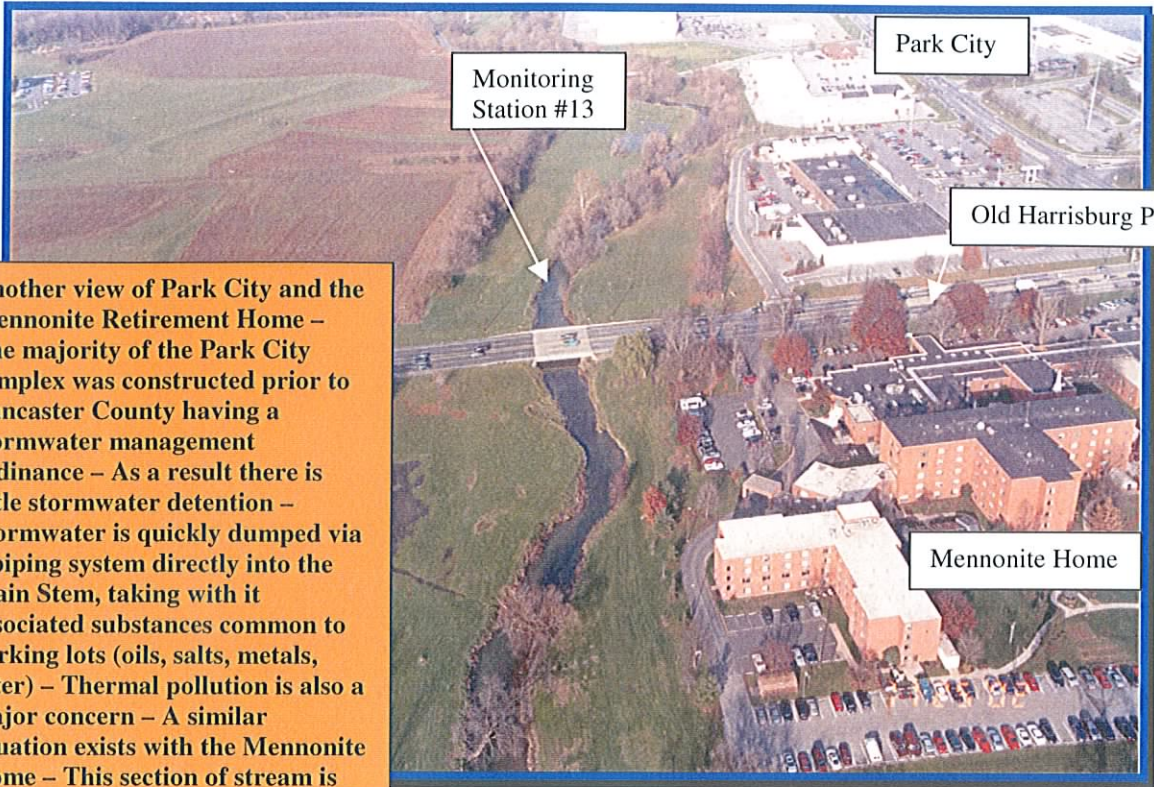 Park City
Monitoring
Station #13
Old Harrisburg P
nother view of Park City and the
ennonite Retirement Home –
he majority of the Park City
omplex was constructed prior to
ancaster County having a
ormwater management
dinance – As a result there is
tle stormwater detention –
ormwater is quickly dumped via
piping system directly into the
ain Stem, taking with it
sociated substances common to
rking lots (oils, salts, metals,
ter) – Thermal pollution is also a
ajor concern – A similar
uation exists with the Mennonite
ome – This section of stream is
Mennonite Home